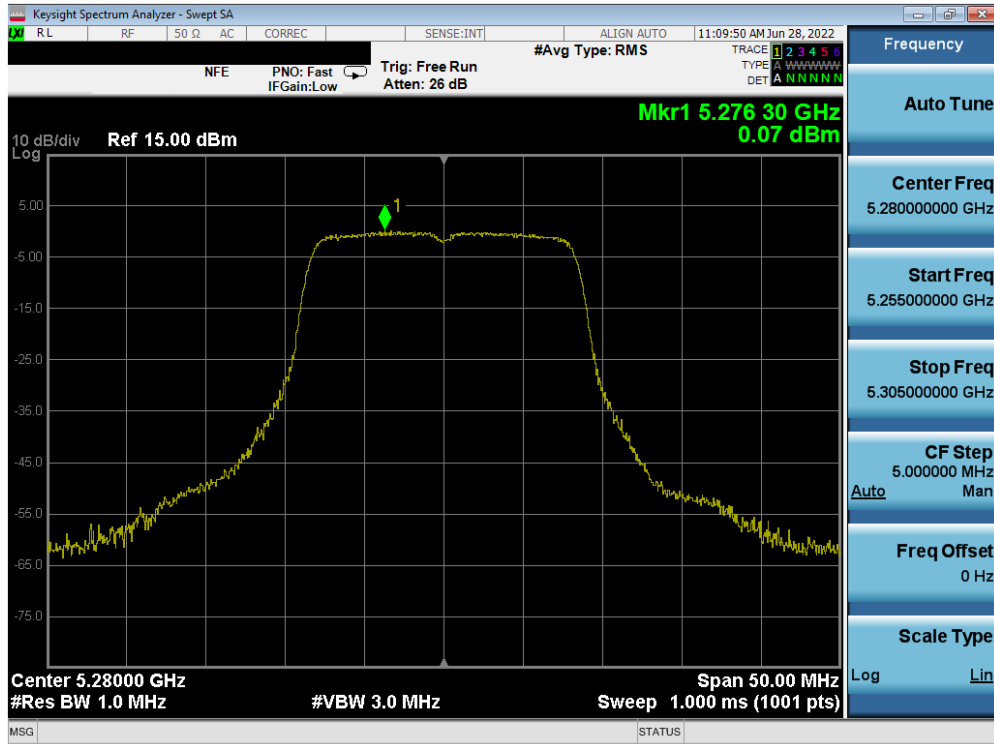 Keysight Spectrum Analyzer - Swept SA
LXI RL RF 50 Ω AC CORREC SENSE:INT ALIGN AUTO 11:09:50 AM Jun 28, 2022
NFE PNO: Fast IFGain:Low Trig: Free Run Atten: 26 dB #Avg Type: RMS
TRACE 1 2 3 4 5 6
TYPE A WWWWW
DET A N N N N N
Mkr1 5.276 30 GHz
0.07 dBm
10 dB/div Ref 15.00 dBm
Log
1
5.00
-5.00
-15.0
-25.0
-35.0
-45.0
-55.0
-65.0
-75.0
Center 5.28000 GHz Span 50.00 MHz
#Res BW 1.0 MHz #VBW 3.0 MHz Sweep 1.000 ms (1001 pts)
MSG STATUS
Frequency
Auto Tune
Center Freq
5.280000000 GHz
Start Freq
5.255000000 GHz
Stop Freq
5.305000000 GHz
CF Step
5.000000 MHz
Auto Man
Freq Offset
0 Hz
Scale Type
Log Lin